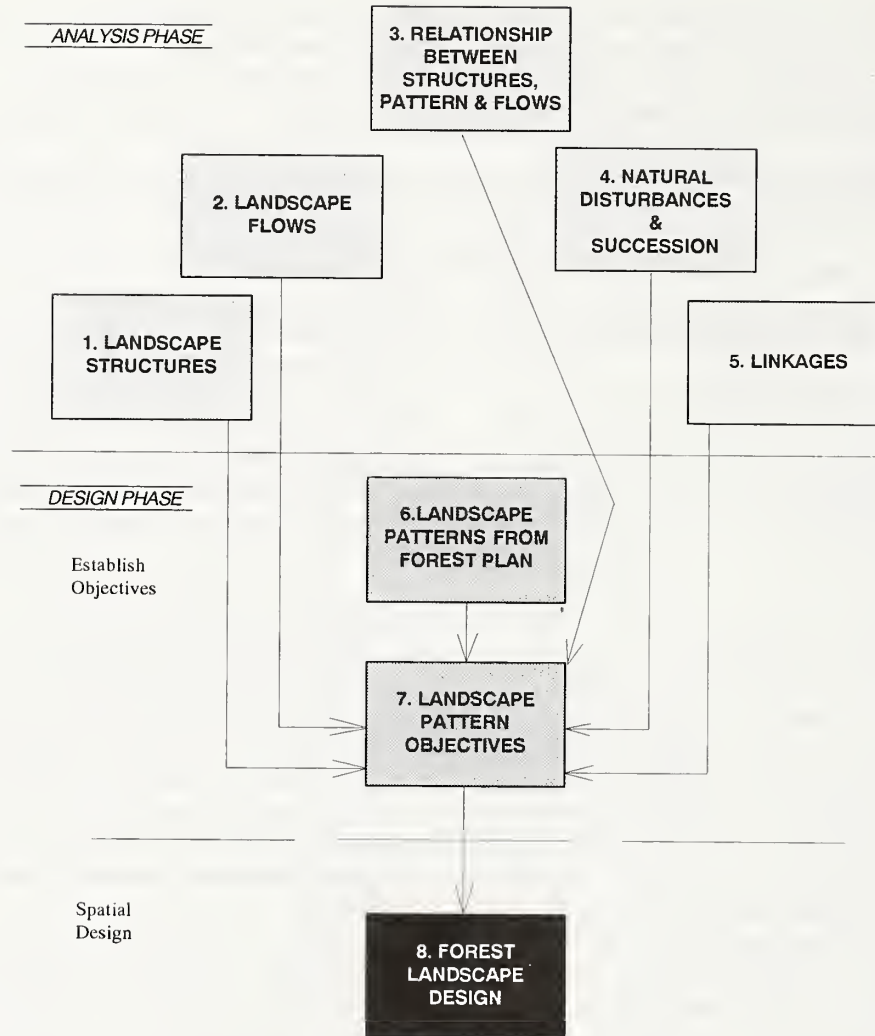 ANALYSIS PHASE
3. RELATIONSHIP
BETWEEN
STRUCTURES,
PATTERN & FLOWS
2. LANDSCAPE
FLOWS
4. NATURAL
DISTURBANCES
&
SUCCESSION
1. LANDSCAPE
STRUCTURES
5. LINKAGES
DESIGN PHASE
Establish
Objectives
6.LANDSCAPE
PATTERNS FROM
FOREST PLAN
7. LANDSCAPE
PATTERN
OBJECTIVES
Spatial
Design
8. FOREST
LANDSCAPE
DESIGN